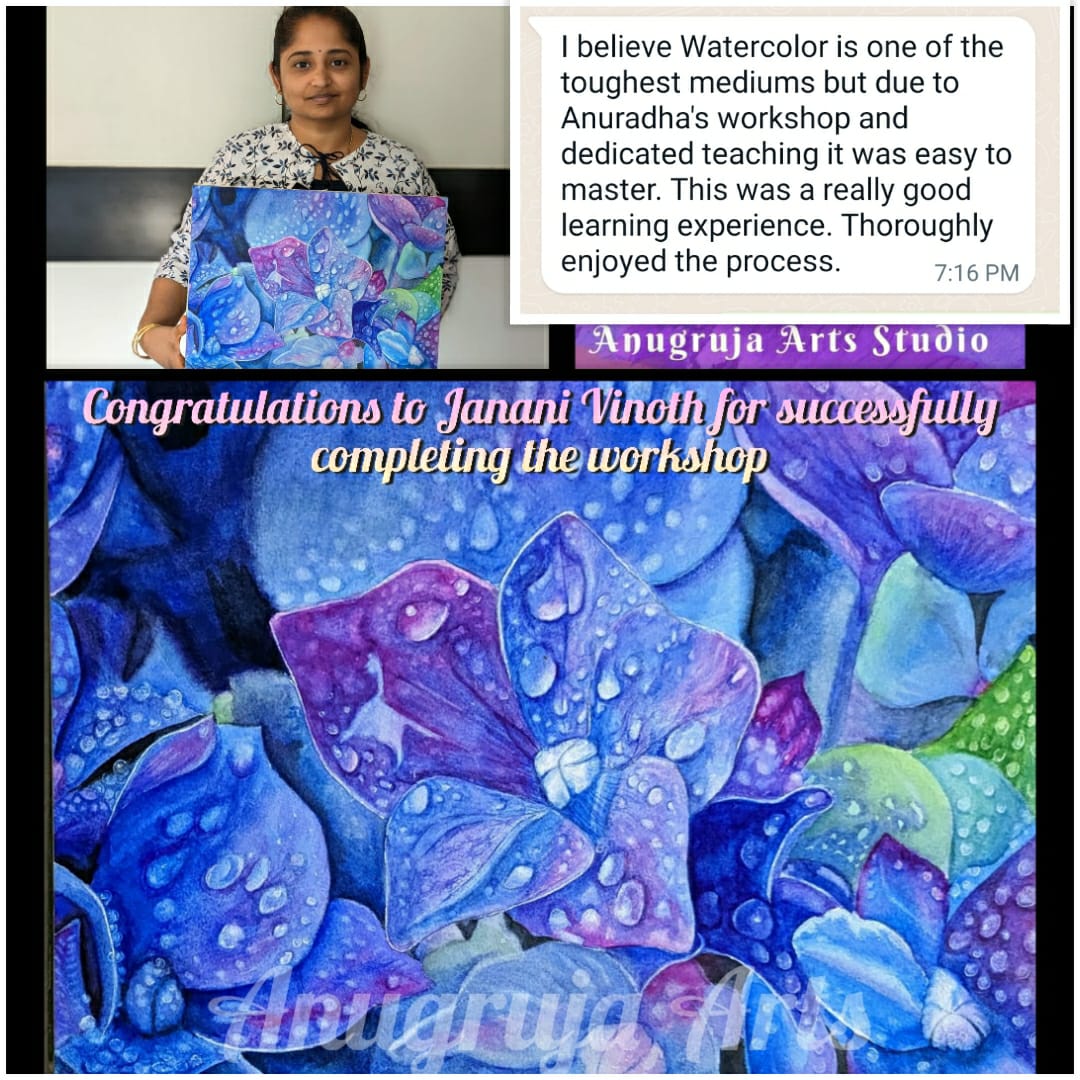 I believe Watercolor is one of the
toughest mediums but due to
Anuradha's workshop and
dedicated teaching it was easy to
master. This was a really good
learning experience. Thoroughly
enjoyed the process.
7:16 PM
Anugruja Arts Studio
Congratulations to Janani Vinoth for successfully
completing the workshop
Anugruja Arts